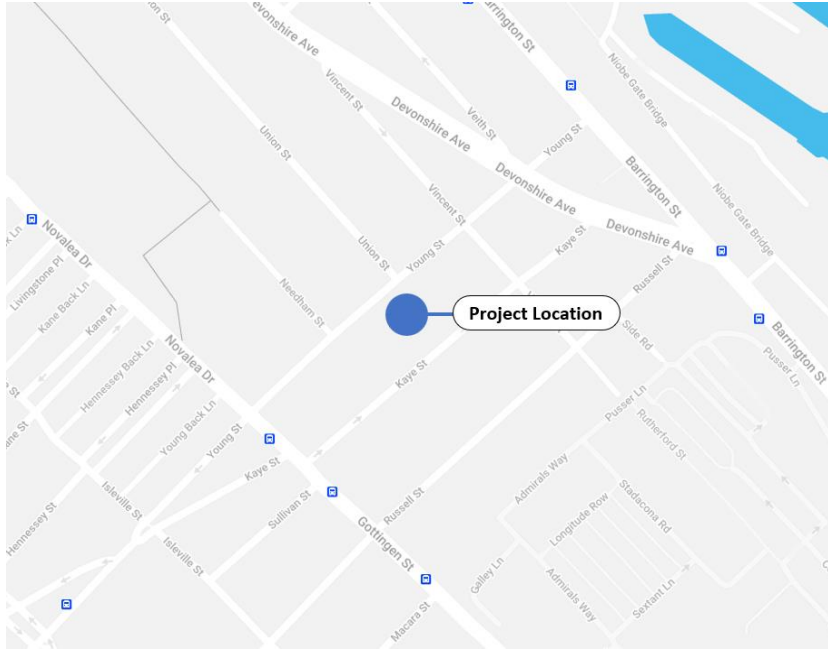 Devonshire Ave
Barrington St
Union St
Vincent St
Niobe Gate Bridge
Devonshire Ave
Veith St
Young St
Union St
Barrington St
Devonshire Ave
Vincent St
Niobe Gate Bridge
Novalea Dr
Devonshire Ave
Kaye St
Union St
Young St
Livingstone Pl
Kane Back Ln
Needham St
Russell St
Project Location
Kane Pl
Side Rd
Barrington St
Novalea Dr
Pusser Ln
Hennessey Back Ln
Hennessey Pl
Kaye St
Pusser Ln
Rutherford St
Young Back Ln
Young St
Kaye St
Admirals Way
Stadacona Rd
Isleville St
Sullivan St
Russell St
Longitude Row
Hennessey St
Gottingen St
Isleville St
Galley Ln
Admirals Way
Sextant Ln
Macara St